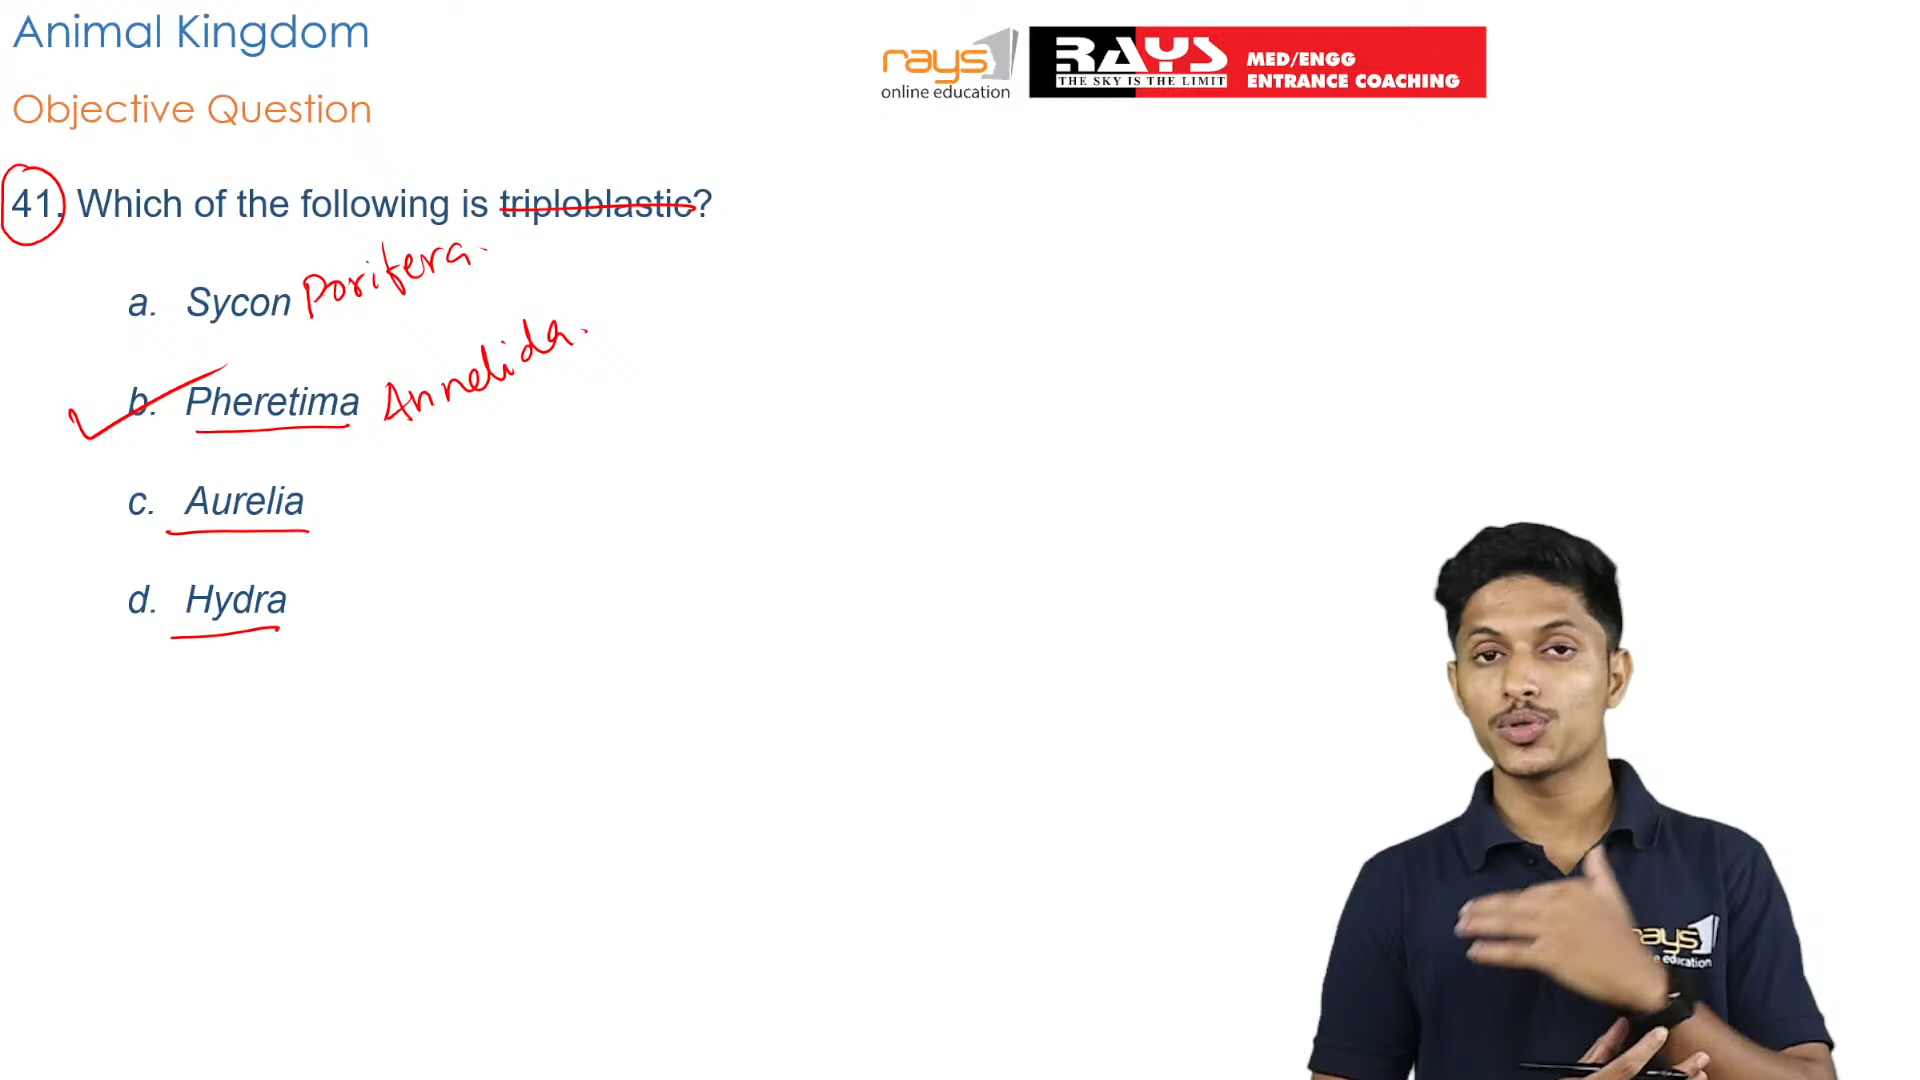 Animal Kingdom
rays
online education
RAYS
THE SKY IS THE LIMIT
MED/ENGG
ENTRANCE COACHING
Objective Question
41. Which of the following is triploblastic?
a. Sycon Porifera.
b. Pheretima Annelida.
c. Aurelia
d. Hydra
rays
education